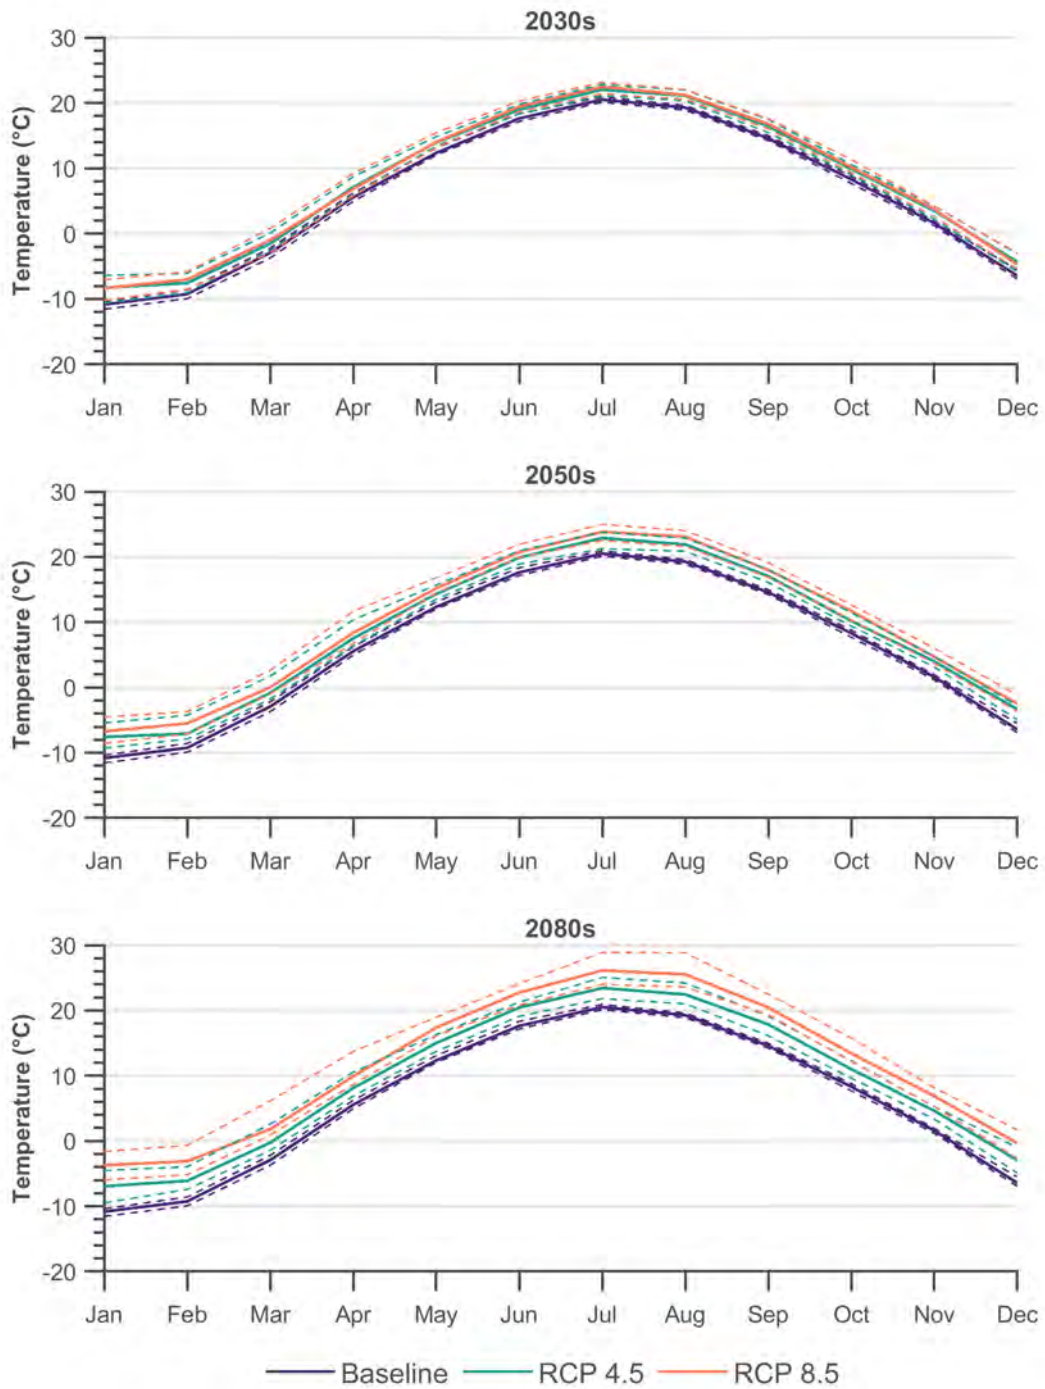 2030s
Temperature (°C)
30
20
10
0
-10
-20
Jan Feb Mar Apr May Jun Jul Aug Sep Oct Nov Dec
2050s
Temperature (°C)
30
20
10
0
-10
-20
Jan Feb Mar Apr May Jun Jul Aug Sep Oct Nov Dec
2080s
Temperature (°C)
30
20
10
0
-10
-20
Jan Feb Mar Apr May Jun Jul Aug Sep Oct Nov Dec
Baseline RCP 4.5 RCP 8.5